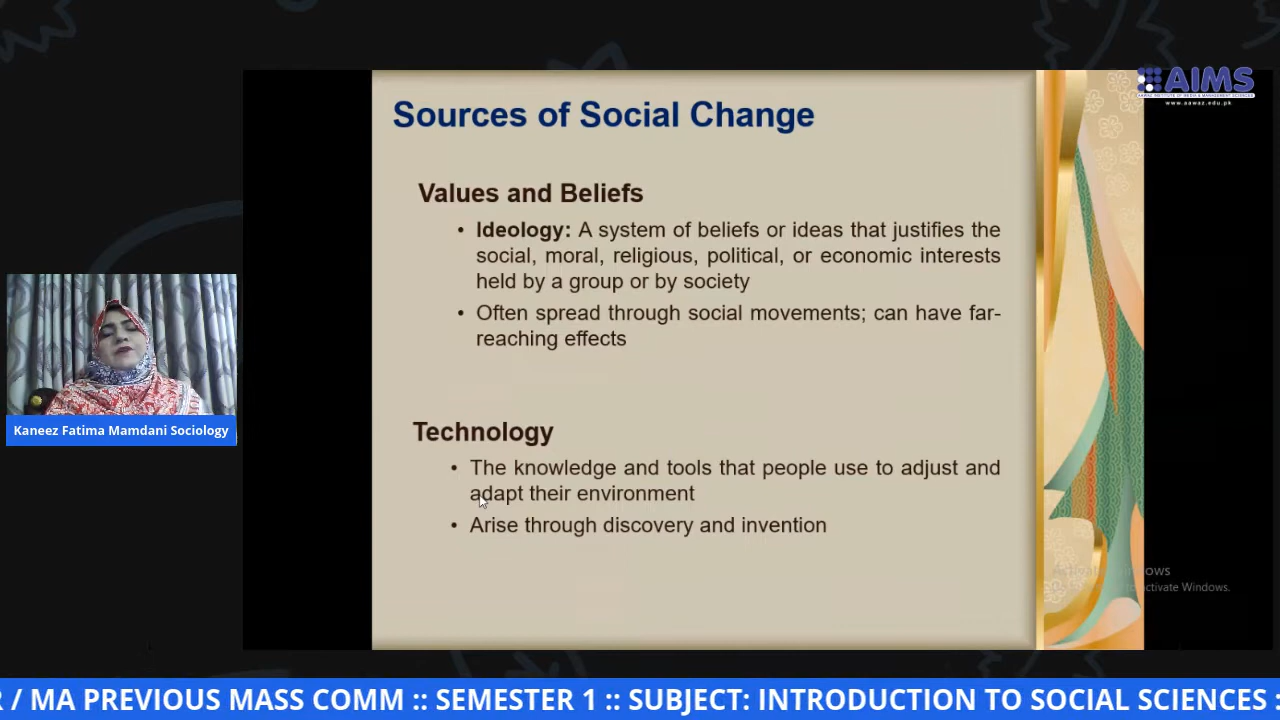 AIMS
www.aawaz.edu.pk
Sources of Social Change
Values and Beliefs
• Ideology: A system of beliefs or ideas that justifies the
social, moral, religious, political, or economic interests
held by a group or by society
• Often spread through social movements; can have far-
reaching effects
Technology
• The knowledge and tools that people use to adjust and
adapt their environment
• Arise through discovery and invention
Kaneez Fatima Mamdani Sociology
activate Windows.
R / MA PREVIOUS MASS COMM :: SEMESTER 1 :: SUBJECT: INTRODUCTION TO SOCIAL SCIENCES :